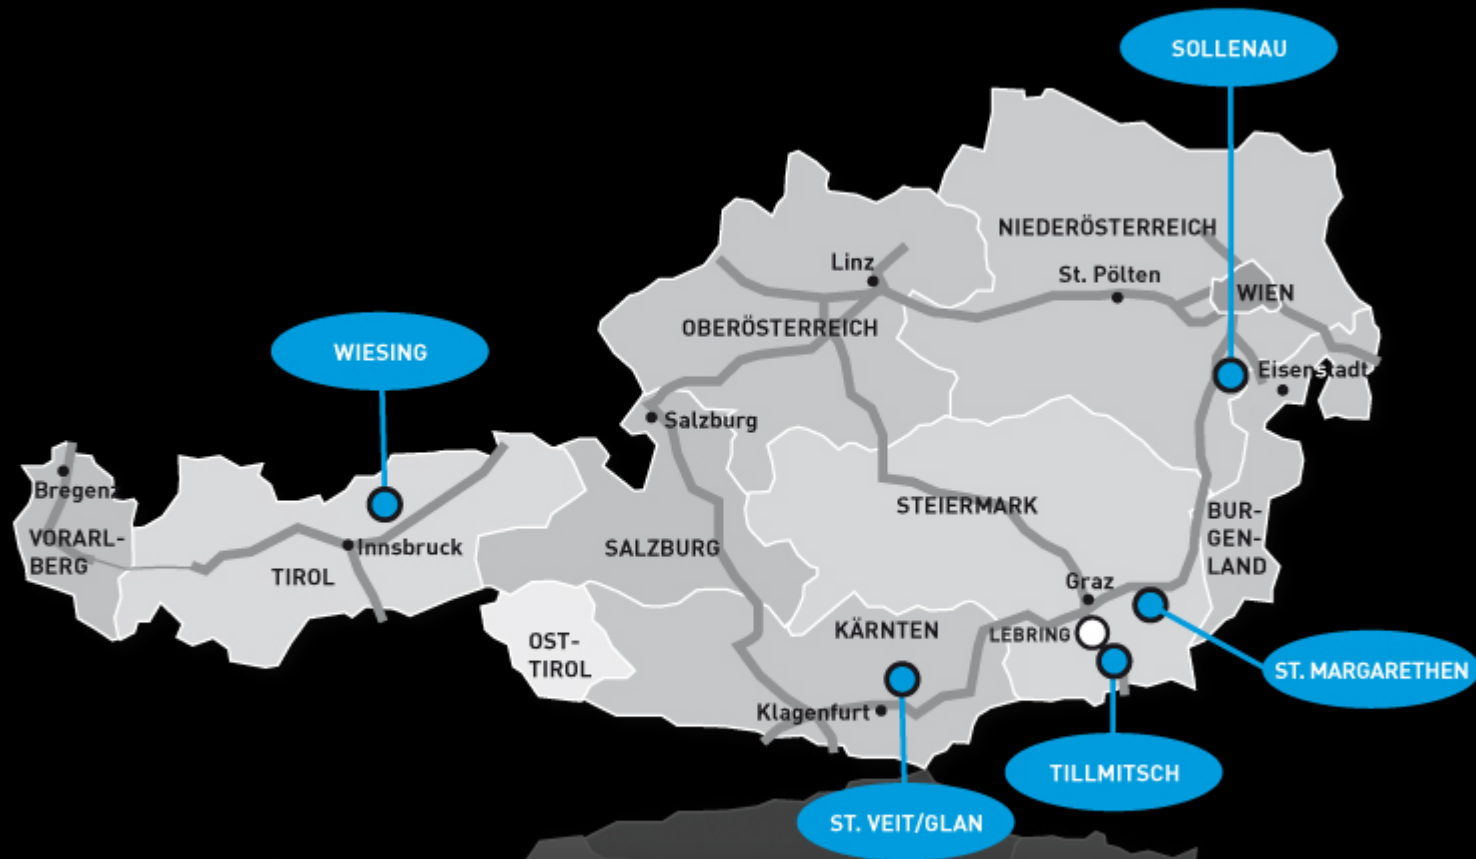 SOLLENAU
NIEDERÖSTERREICH
Linz
St. Pölten
WIEN
OBERÖSTERREICH
WIESING
Eisenstadt
Salzburg
Bregenz
STEIERMARK
BUR-
GEN-
LAND
VORARL-
BERG
Innsbruck
SALZBURG
TIROL
Graz
KÄRNTEN
LEBRING
OST-
TIROL
ST. MARGARETHEN
Klagenfurt
TILLMITSCH
ST. VEIT/GLAN